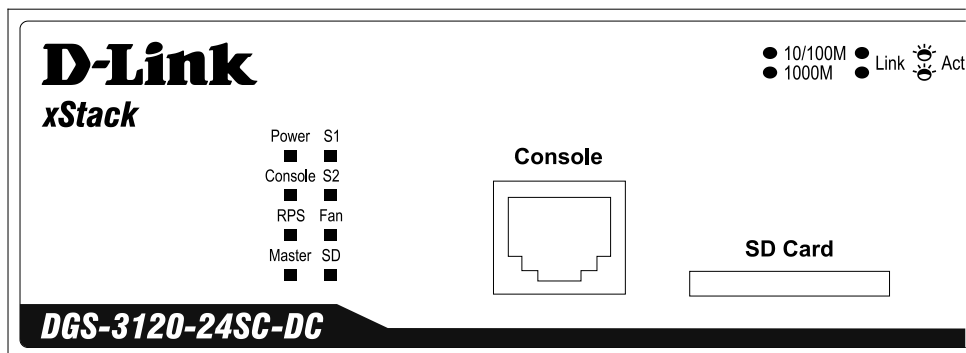 D-Link
xStack
10/100M
1000M
Link
Act
Power S1
Console S2
RPS Fan
Master SD
Console
SD Card
DGS-3120-24SC-DC